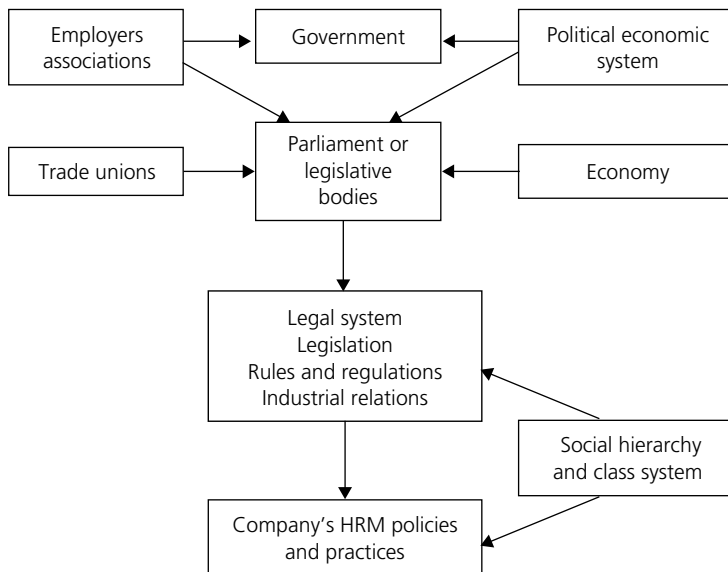 Employers
associations
Government
Political economic
system
Trade unions
Parliament or
legislative
bodies
Economy
Legal system
Legislation
Rules and regulations
Industrial relations
Social hierarchy
and class system
Company’s HRM policies
and practices